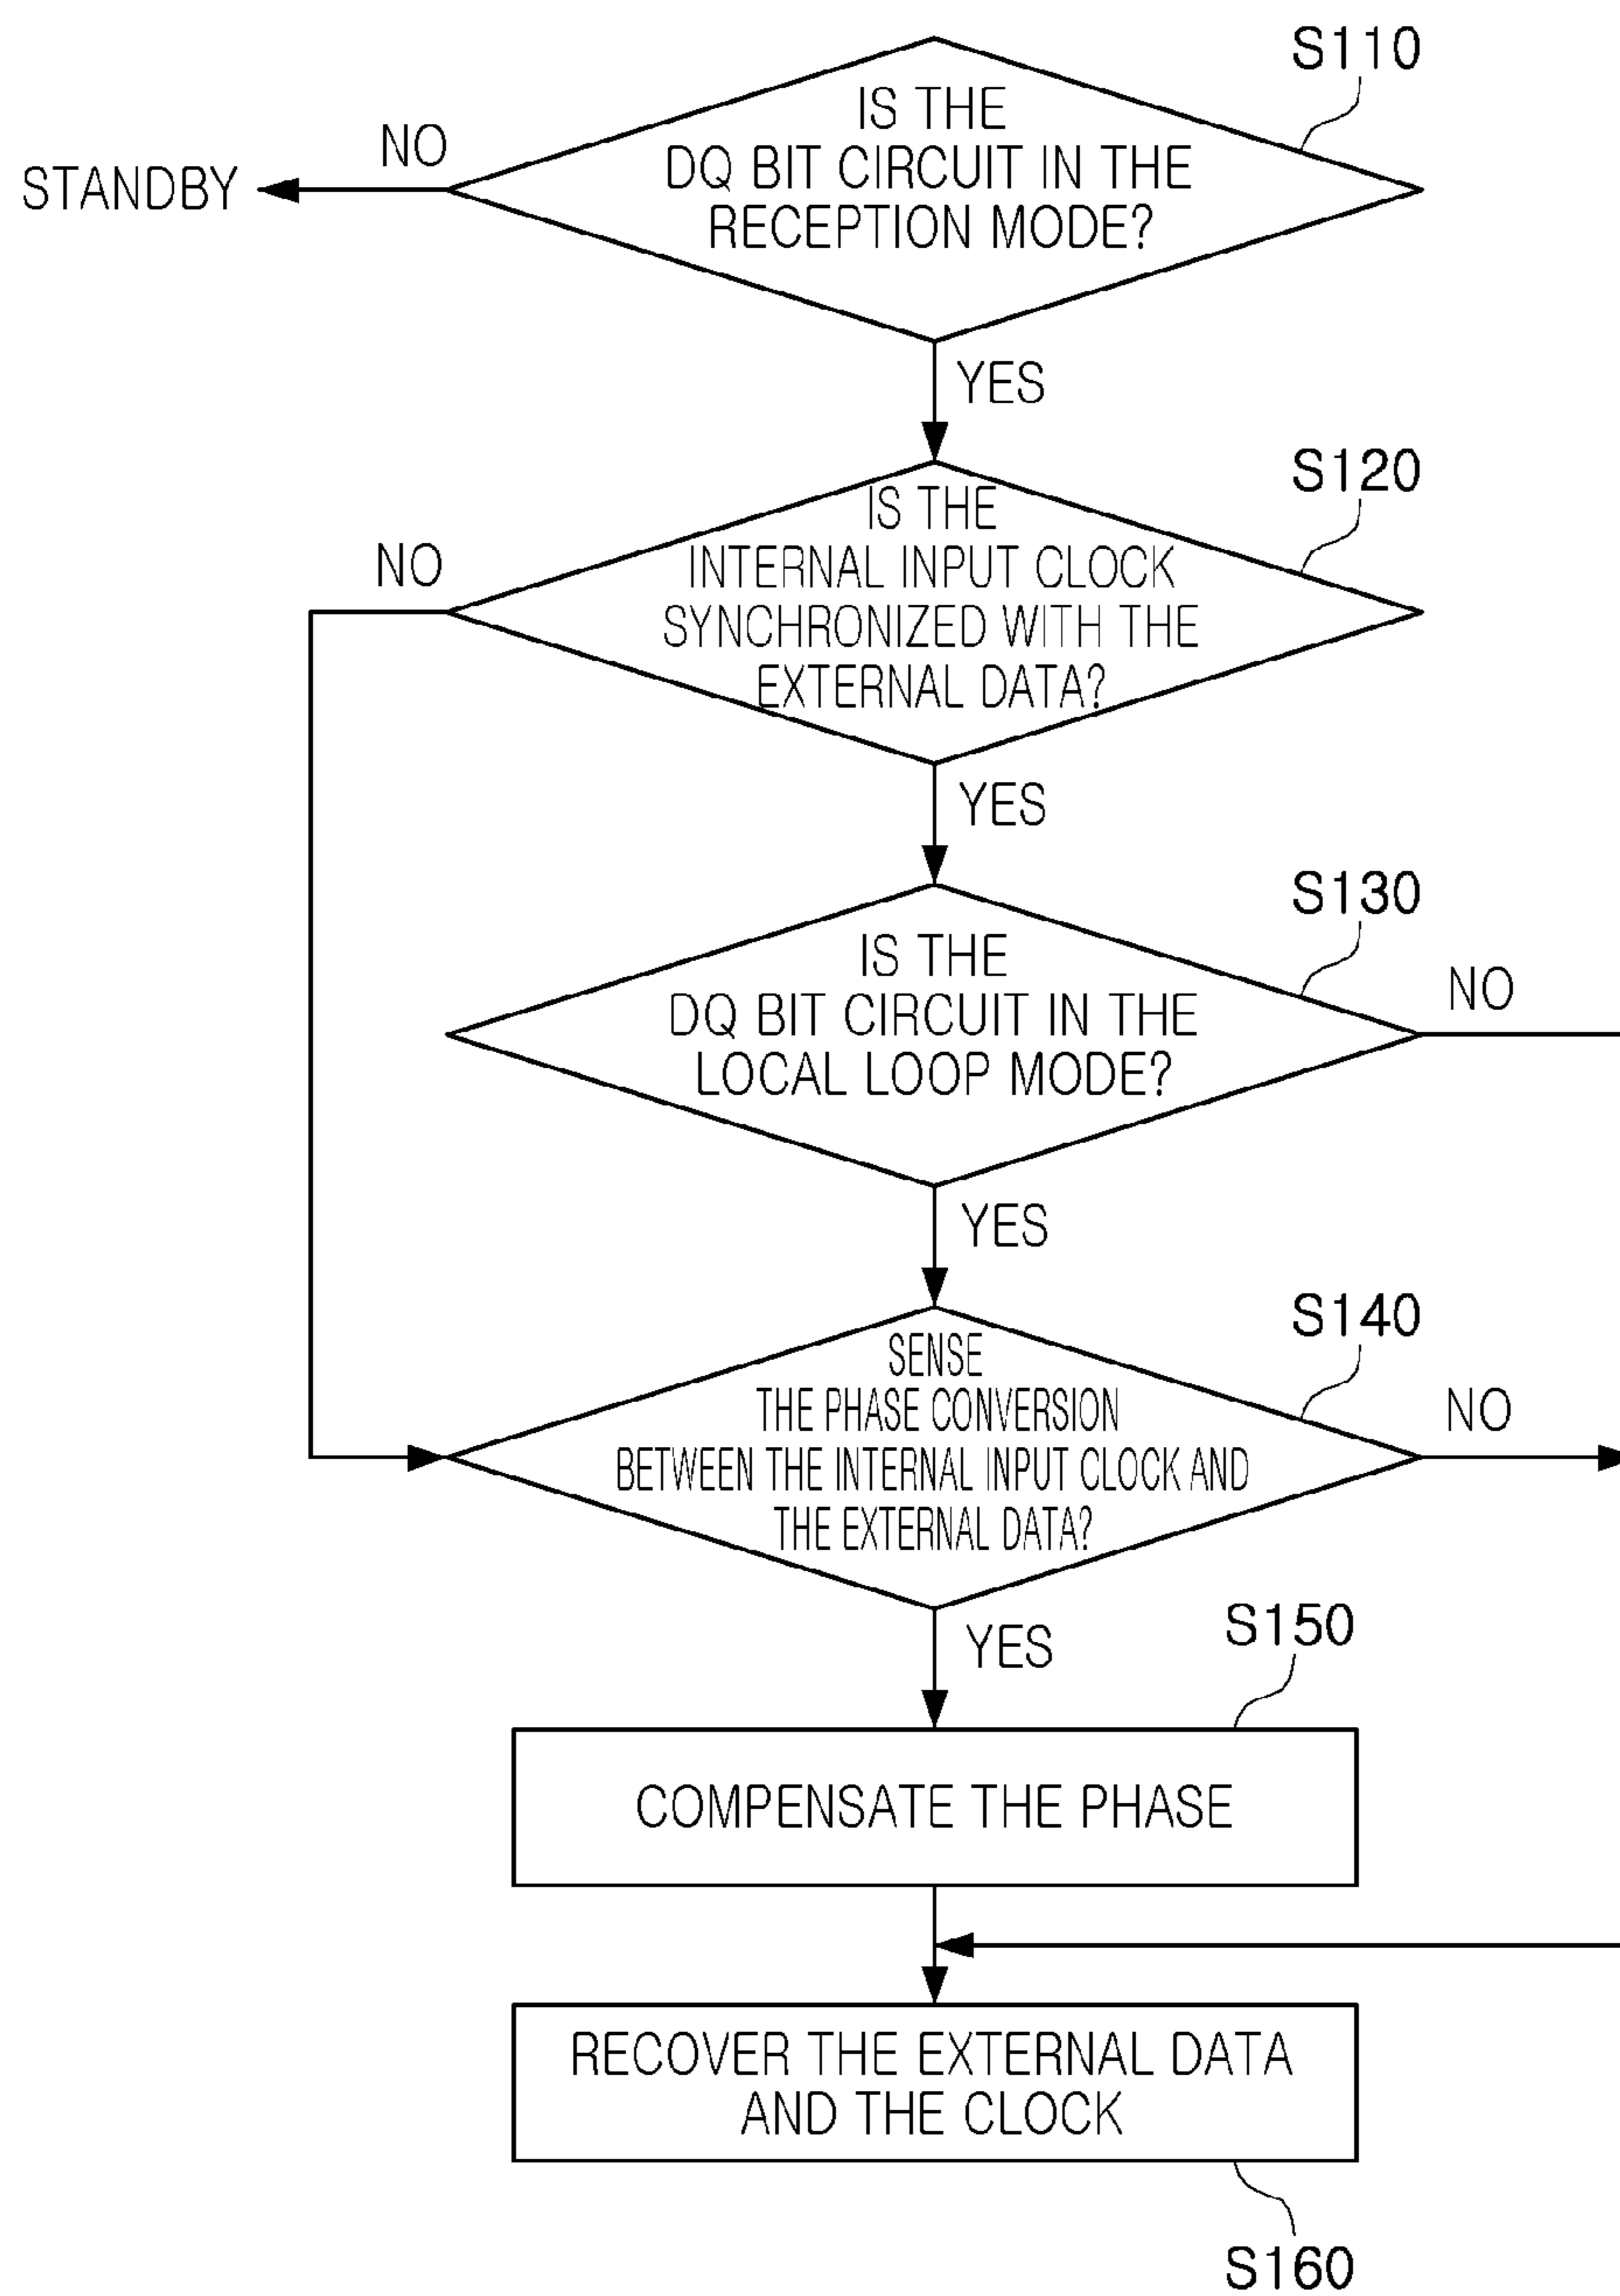 S110
IS THE
DQ BIT CIRCUIT IN THE
RECEPTION MODE?
NO
STANDBY
YES
S120
IS THE
INTERNAL INPUT CLOCK
SYNCHRONIZED WITH THE
EXTERNAL DATA?
NO
YES
S130
IS THE
DQ BIT CIRCUIT IN THE
LOCAL LOOP MODE?
NO
YES
S140
SENSE
THE PHASE CONVERSION
BETWEEN THE INTERNAL INPUT CLOCK AND
THE EXTERNAL DATA?
NO
YES
S150
COMPENSATE THE PHASE
RECOVER THE EXTERNAL DATA
AND THE CLOCK
S160